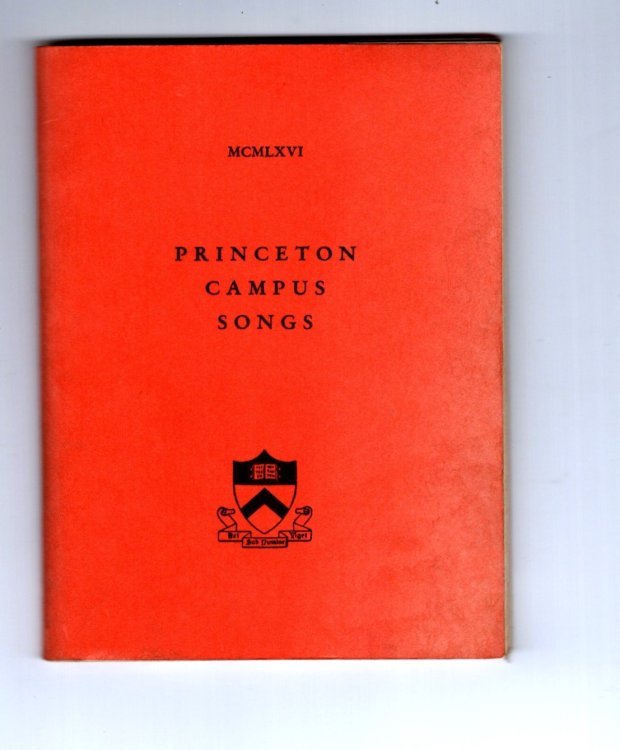 MCMLXVI
PRINCETON
CAMPUS
SONGS
Dei Sub Numine Viget